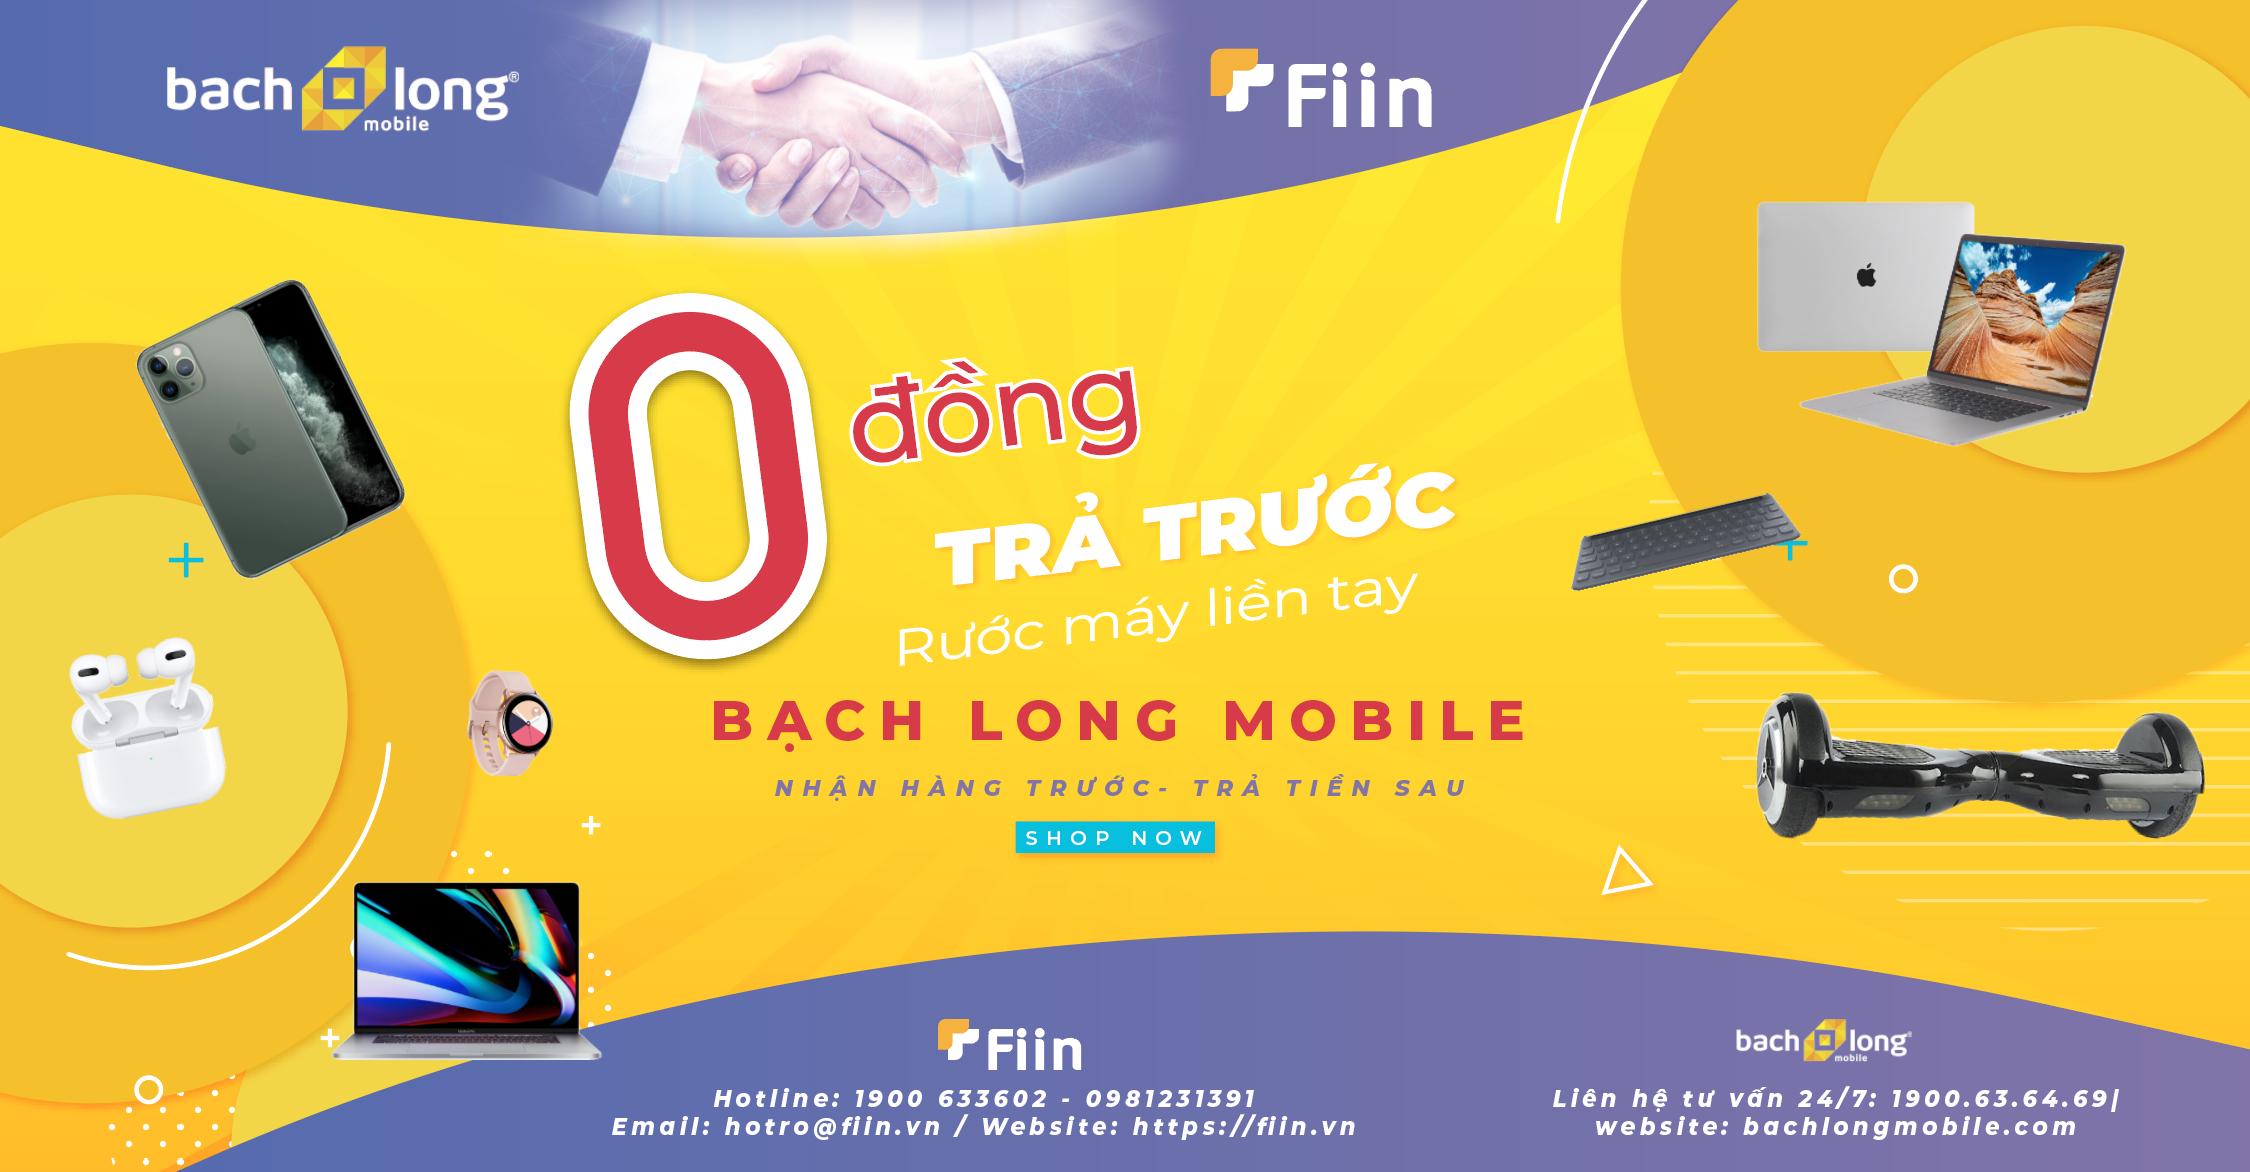 bach long®
mobile
Fiin
0 đồng
TRẢ TRƯỚC
Rước máy liền tay
BẠCH LONG MOBILE
NHẬN HÀNG TRƯỚC- TRẢ TIỀN SAU
SHOP NOW
Fiin
Hotline: 1900 633602 - 0981231391
Email: hotro@fiin.vn / Website: https://fiin.vn
bach long®
mobile
Liên hệ tư vấn 24/7: 1900.63.64.69|
website: bachlongmobile.com